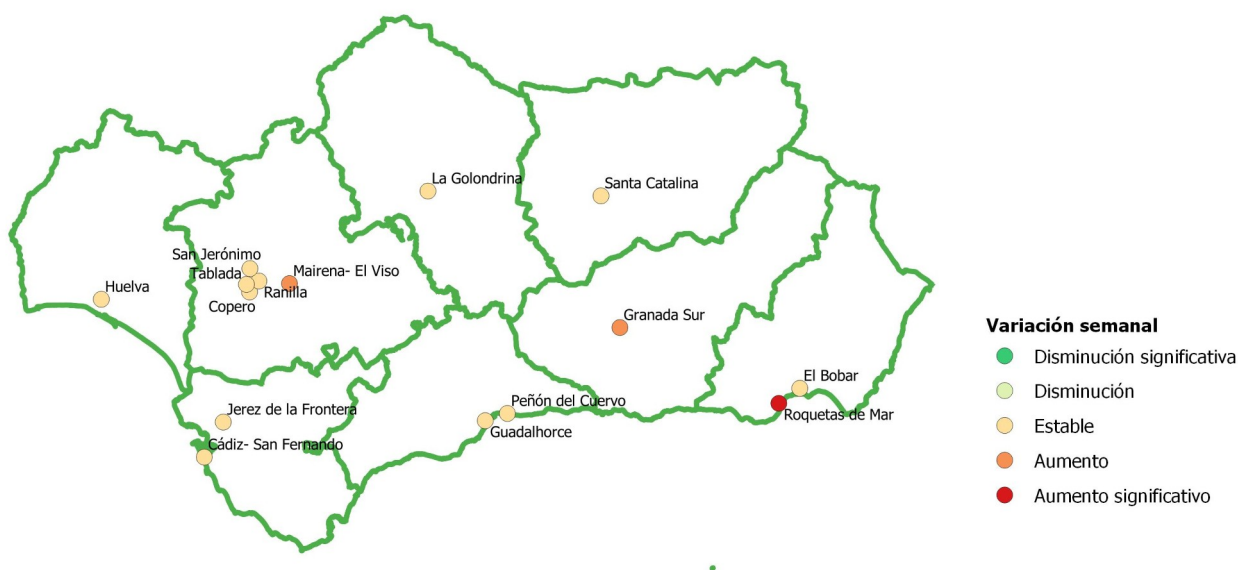 La Golondrina
Santa Catalina
San Jerónimo
Tablada
Mairena- El Viso
Ranilla
Copero
Huelva
Granada Sur
El Bobar
Roquetas de Mar
Peñón del Cuervo
Guadalhorce
Jerez de la Frontera
Cádiz- San Fernando
Variación semanal
Disminución significativa
Disminución
Estable
Aumento
Aumento significativo